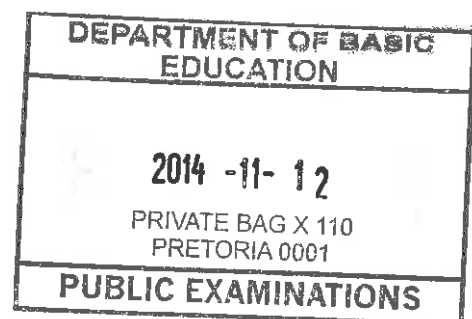 DEPARTMENT OF BASIC
EDUCATION
2014 -11- 12
PRIVATE BAG X 110
PRETORIA 0001
PUBLIC EXAMINATIONS